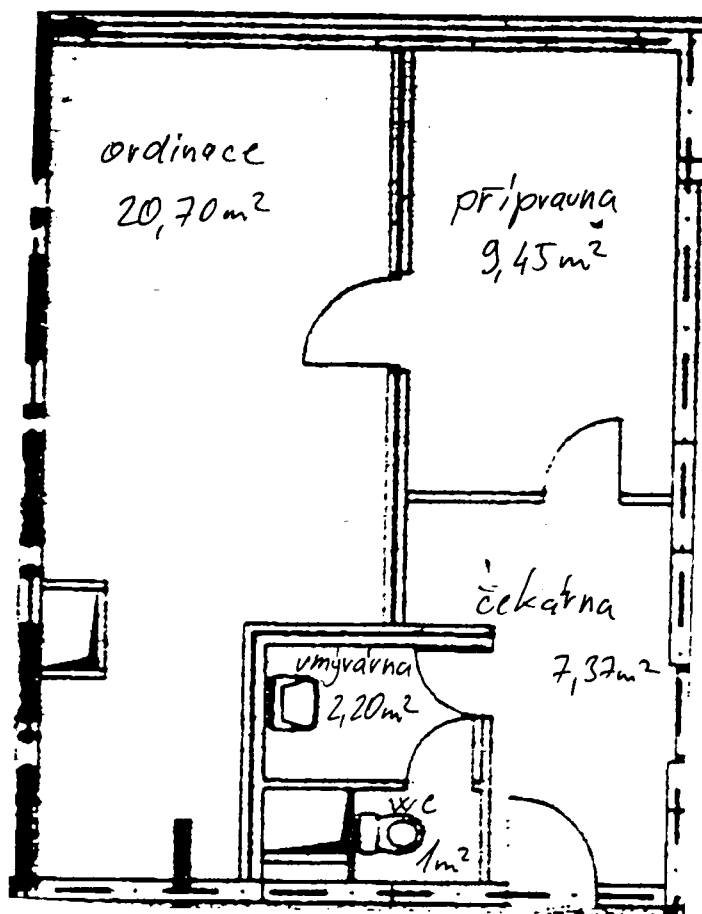 ordinace
20,70m²
přípravna
9,45m²
čekárna
7,37m²
umývárna
2,20m²
wc
1m²